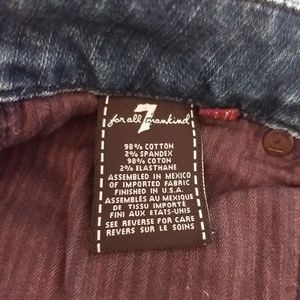 7
for all mankind
98% COTTON
2% SPANDEX
98% COTON
2% ELASTHANE
ASSEMBLED IN MEXICO
OF IMPORTED FABRIC
FINISHED IN U.S.A.
ASSEMBLÉS AU MEXIQUE
DE TISSU IMPORTÉ
FINI AUX ETATS-UNIS
SEE REVERSE FOR CARE
REVERS SUR LE SOINS